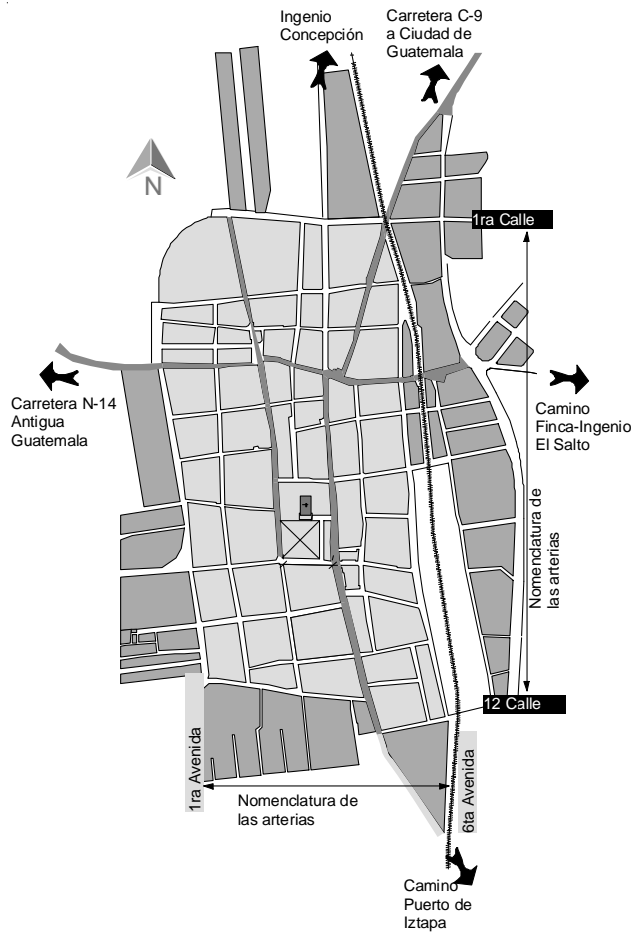 Ingenio
Concepción
Carretera C-9
a Ciudad de
Guatemala
N
1ra Calle
Carretera N-14
Antigua
Guatemala
Camino
Finca-Ingenio
El Salto
Nomenclatura de
las arterias
12 Calle
1ra Avenida
Nomenclatura de
las arterias
6ta Avenida
Camino
Puerto de
Iztapa